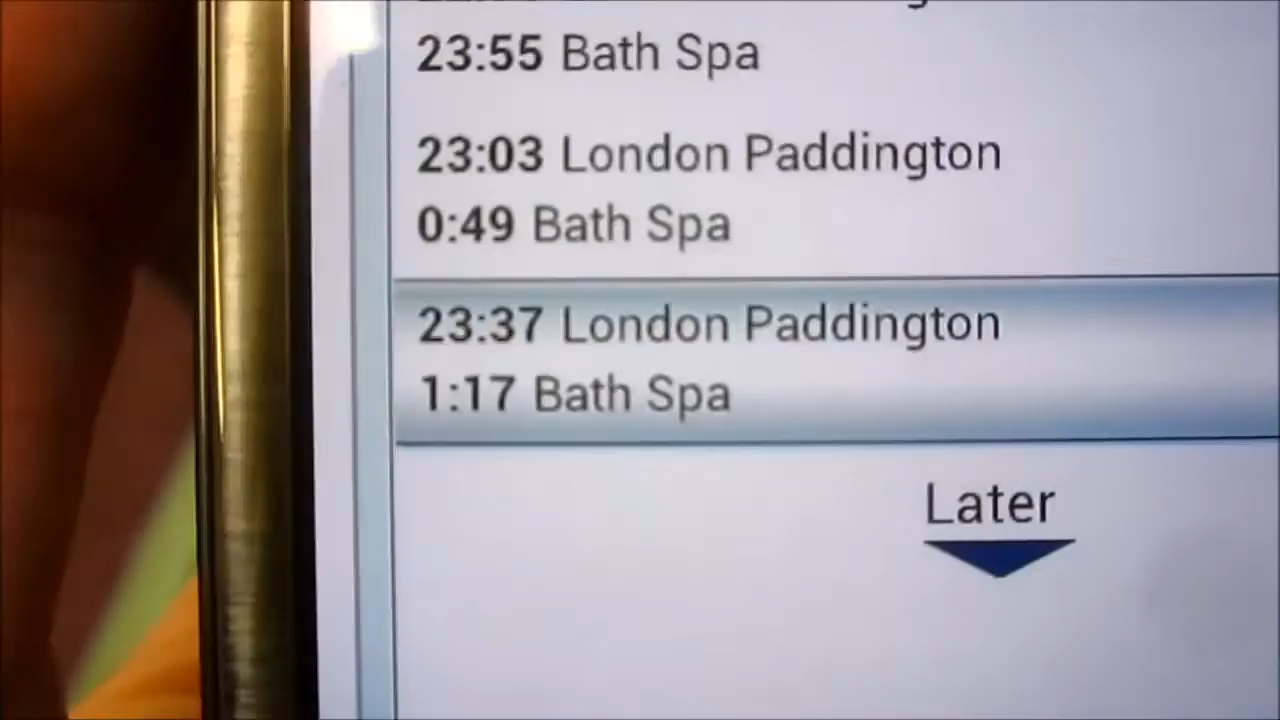 23:55 Bath Spa
23:03 London Paddington
0:49 Bath Spa
23:37 London Paddington
1:17 Bath Spa
Later